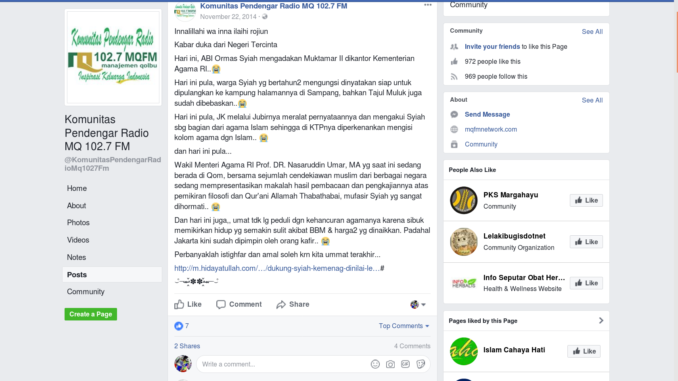 Komunitas Pendengar Radio
102.7 MQFM
manajemen qolbu
Inspirasi Keluarga Indonesia
Komunitas
Pendengar Radio
MQ 102.7 FM
@KomunitasPendengarRad
ioMq1027Fm
Home
About
Photos
Videos
Notes
Posts
Community
Create a Page
Komunitas Pendengar Radio MQ 102.7 FM
November 22, 2014 ·
Innalillahi wa inna ilaihi rojiun
Kabar duka dari Negeri Tercinta
Hari ini, ABI Ormas Syiah mengadakan Muktamar II dikantor Kementerian
Agama RI..😭
Hari ini pula, warga Syiah yg bertahun2 mengungsi dinyatakan siap untuk
dipulangkan ke kampung halamannya di Sampang, bahkan Tajul Muluk juga
sudah dibebaskan..😭
Hari ini pula, JK melalui Jubirnya meralat pernyataannya dan mengakui Syiah
sbg bagian dari agama Islam sehingga di KTPnya diperkenankan mengisi
kolom agama dgn Islam.. 😭
dan hari ini pula...
Wakil Menteri Agama RI Prof. DR. Nasaruddin Umar, MA yg saat ini sedang
berada di Qom, bersama sejumlah cendekiawan muslim dari berbagai negara
sedang mempresentasikan makalah hasil pembacaan dan pengkajiannya atas
pemikiran filosofi dan Qur'ani Allamah Thabathabai, mufasir Syiah yg sangat
dihormati.. 😭
Dan hari ini juga,, umat tdk lg peduli dgn kehancuran agamanya karena sibuk
memikirkan hidup yg semakin sulit akibat BBM & harga2 yg dinaikkan. Padahal
Jakarta kini sudah dipimpin oleh orang kafir.. 😭
Perbanyaklah istighfar dan amal soleh krn kita ummat terakhir...
http://m.hidayatullah.com/…/dukung-syiah-kemenag-dinilai-le…#
Like Comment Share
7
Top Comments
2 Shares
4 Comments
Write a comment...
Community
Community
See All
Invite your friends to like this Page
972 people like this
969 people follow this
About
See All
Send Message
mqfmnetwork.com
Community
People Also Like
PKS Margahayu
Community
Like
Lelakibugisdotnet
Community Organization
Like
Info Seputar Obat Her...
Health & Wellness Website
Like
Pages liked by this Page
Islam Cahaya Hati
Like